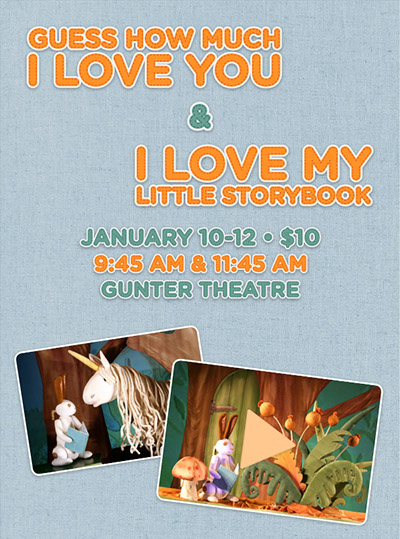 GUESS HOW MUCH
I LOVE YOU
&
I LOVE MY
LITTLE STORYBOOK
JANUARY 10-12 • $10
9:45 AM & 11:45 AM
GUNTER THEATRE